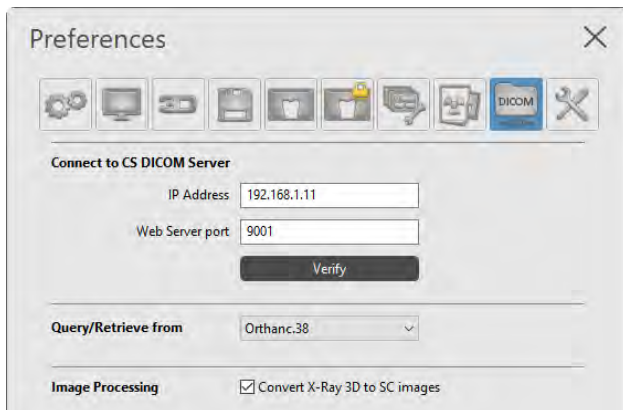 Preferences
DICOM
Connect to CS DICOM Server
IP Address 192.168.1.11
Web Server port 9001
Verify
Query/Retrieve from Orthanc.38
Image Processing Convert X-Ray 3D to SC images